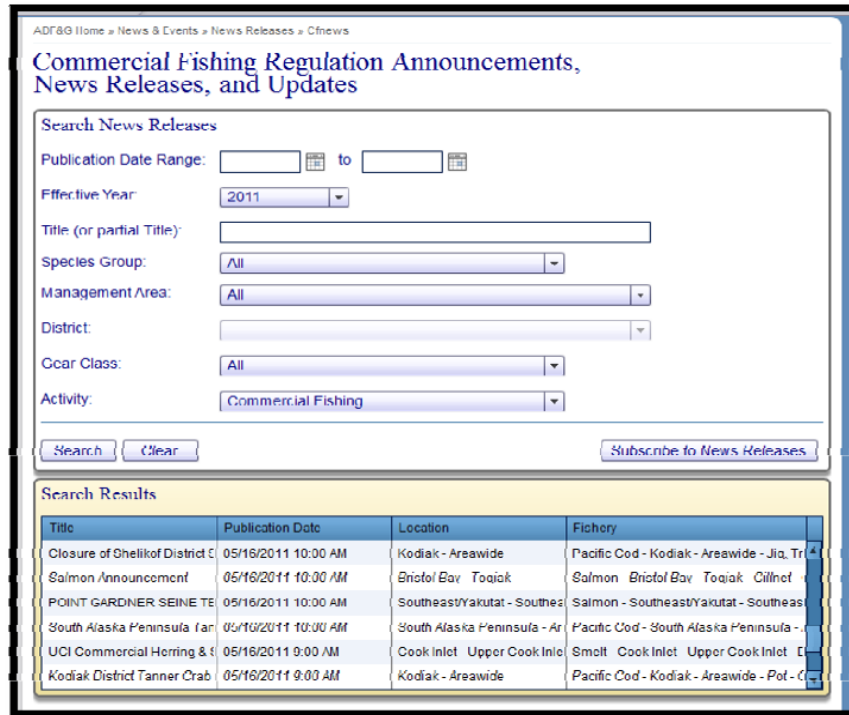 ADF&G Home » News & Events » News Releases » Cfnews
Commercial Fishing Regulation Announcements,
News Releases, and Updates
Search News Releases
Publication Date Range: to
Effective Year: 2011
Title (or partial Title):
Species Group: All
Management Area: All
District:
Gear Class: All
Activity: Commercial Fishing
Search Clear Subscribe to News Releases
Search Results
Title Publication Date Location Fishery
Closure of Shelikof District 05/16/2011 10:00 AM Kodiak - Areawide Pacific Cod - Kodiak - Areawide - Jig, Tr
Salmon Announcement 05/16/2011 10:00 AM Bristol Bay Togiak Salmon Bristol Bay Togiak Gillnet
POINT GARDNER SEINE TE 05/16/2011 10:00 AM Southeast/Yakutat - Southea Salmon - Southeast/Yakutat - Southeas
South Alaska Peninsula Tan 05/16/2011 10:00 AM South Alaska Peninsula - Ar Pacific Cod - South Alaska Peninsula -
UCI Commercial Herring & 05/16/2011 9:00 AM Cook Inlet Upper Cook Inle Smelt Cook Inlet Upper Cook Inlet
Kodiak District Tanner Crab 05/16/2011 9:00 AM Kodiak - Areawide Pacific Cod - Kodiak - Areawide - Pot -